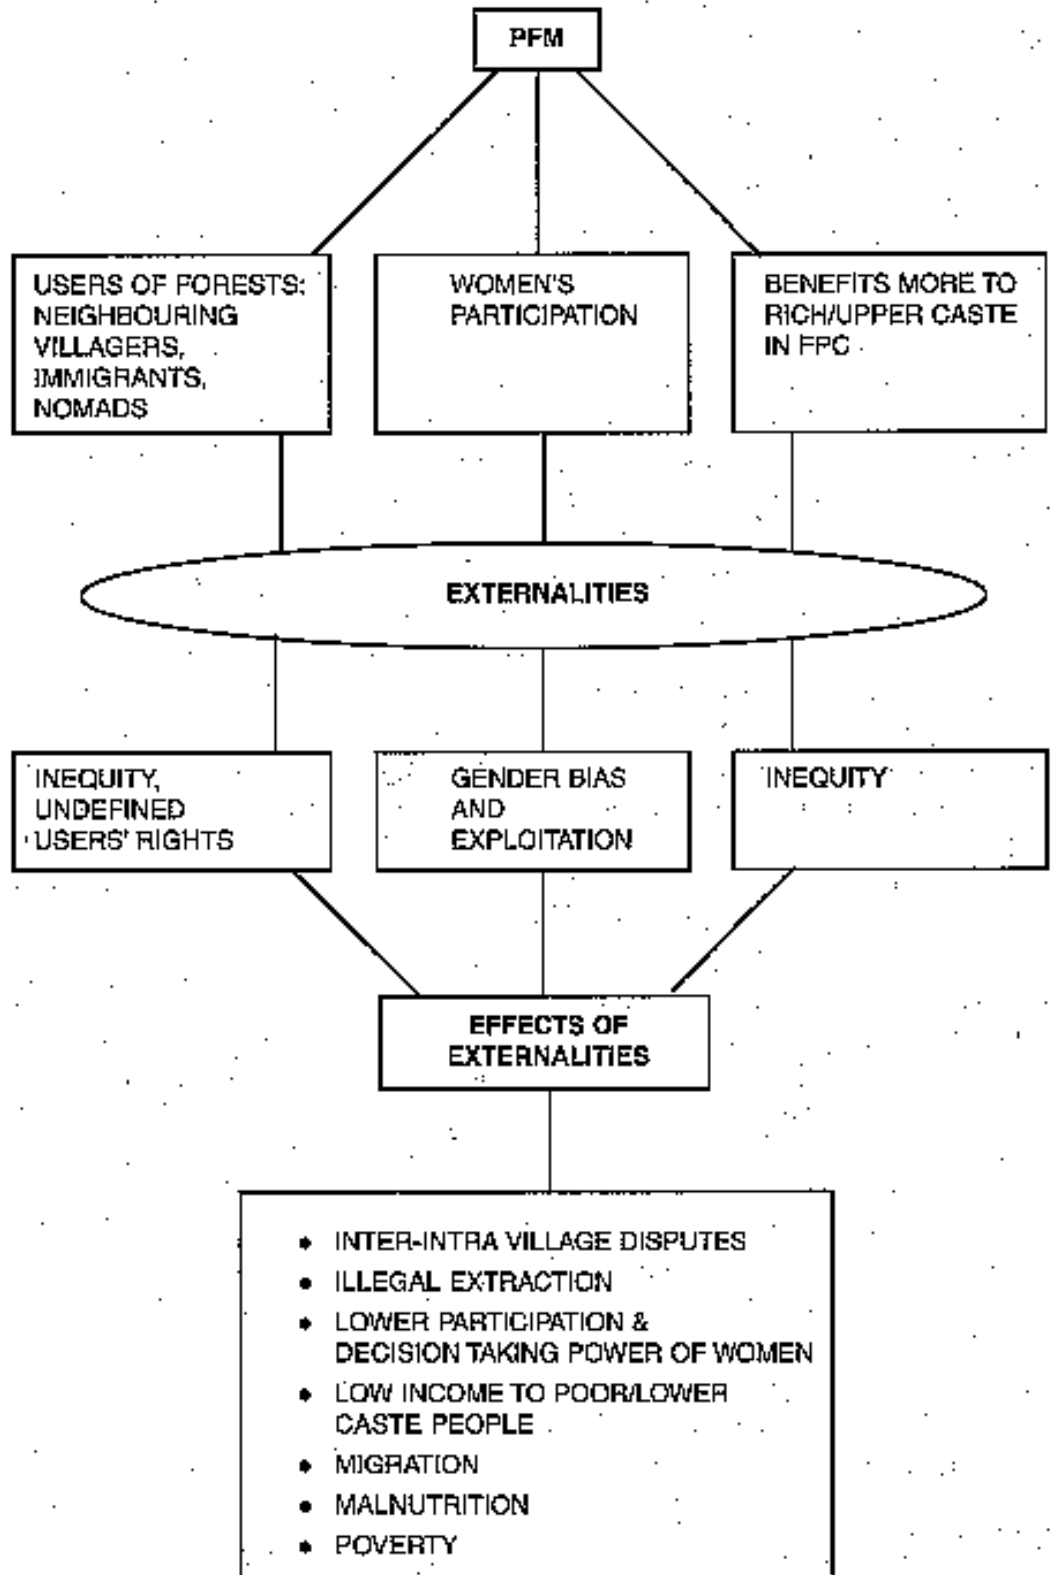 PFM
USERS OF FORESTS:
NEIGHBOURING
VILLAGERS,
IMMIGRANTS,
NOMADS
WOMEN'S
PARTICIPATION
BENEFITS MORE TO
RICH/UPPER CASTE
IN FPC
EXTERNALITIES
INEQUITY,
UNDEFINED
USERS' RIGHTS
GENDER BIAS
AND
EXPLOITATION
INEQUITY
EFFECTS OF
EXTERNALITIES
• INTER-INTRA VILLAGE DISPUTES
• ILLEGAL EXTRACTION
• LOWER PARTICIPATION &
DECISION TAKING POWER OF WOMEN
• LOW INCOME TO POOR/LOWER
CASTE PEOPLE
• MIGRATION
• MALNUTRITION
• POVERTY